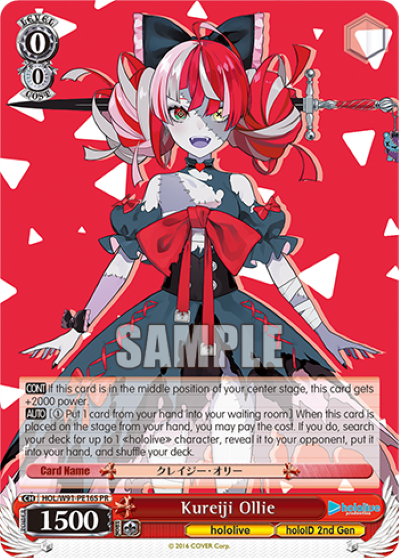 LEVEL
0
0
COST
SAMPLE
CONT If this card is in the middle position of your center stage, this card gets
+2000 power.
AUTO [① Put 1 card from your hand into your waiting room] When this card is
placed on the stage from your hand, you may pay the cost. If you do, search
your deck for up to 1 <hololive> character, reveal it to your opponent, put it
into your hand, and shuffle your deck.
Card Name クレイジー・オリー
CH HOL/W91-PE165 PR
POWER 1500 Kureiji Ollie hololive production
hololive hololD 2nd Gen
© 2016 COVER Corp.